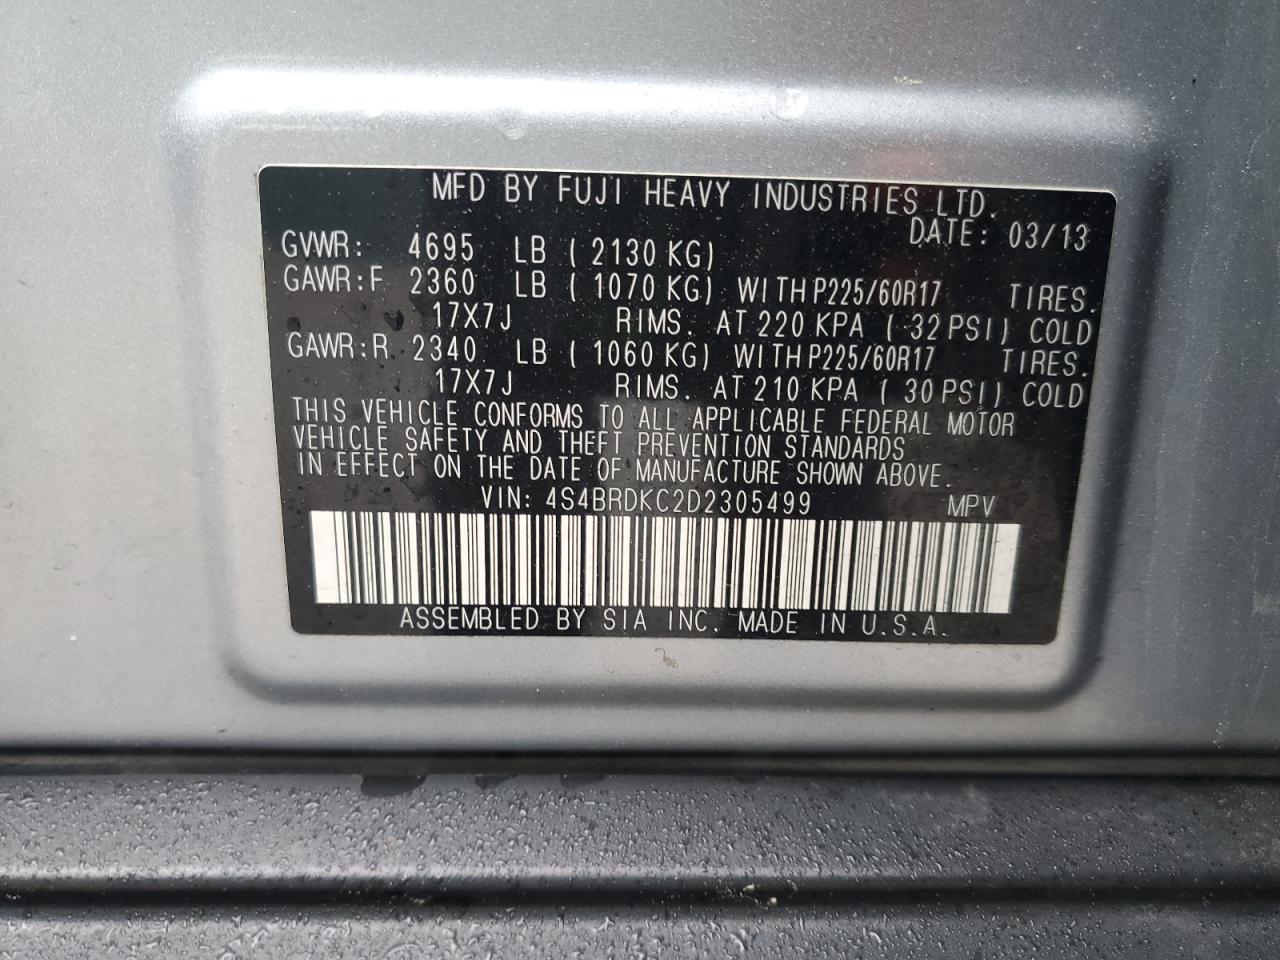 MFD BY FUJI HEAVY INDUSTRIES LTD.
DATE: 03/13
GVWR: 4695 LB ( 2130 KG)
GAWR:F 2360 LB ( 1070 KG) WITH P225/60R17 TIRES.
17X7J RIMS. AT 220 KPA ( 32 PSI) COLD
GAWR:R 2340 LB ( 1060 KG) WITH P225/60R17 TIRES.
17X7J RIMS. AT 210 KPA ( 30 PSI) COLD
THIS VEHICLE CONFORMS TO ALL APPLICABLE FEDERAL MOTOR
VEHICLE SAFETY AND THEFT PREVENTION STANDARDS
IN EFFECT ON THE DATE OF MANUFACTURE SHOWN ABOVE.
VIN: 4S4BRDKC2D2305499 MPV
ASSEMBLED BY SIA INC. MADE IN U.S.A.